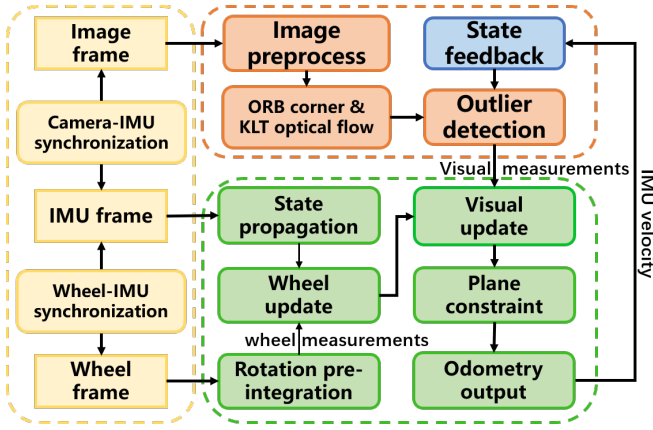 Image
frame
Camera-IMU
synchronization
IMU frame
Wheel-IMU
synchronization
Wheel
frame
Image
preprocess
State
feedback
ORB corner &
KLT optical flow
Outlier
detection
Visual measurements
State
propagation
Visual
update
Wheel
update
Plane
constraint
wheel measurements
Rotation pre-
integration
Odometry
output
IMU velocity